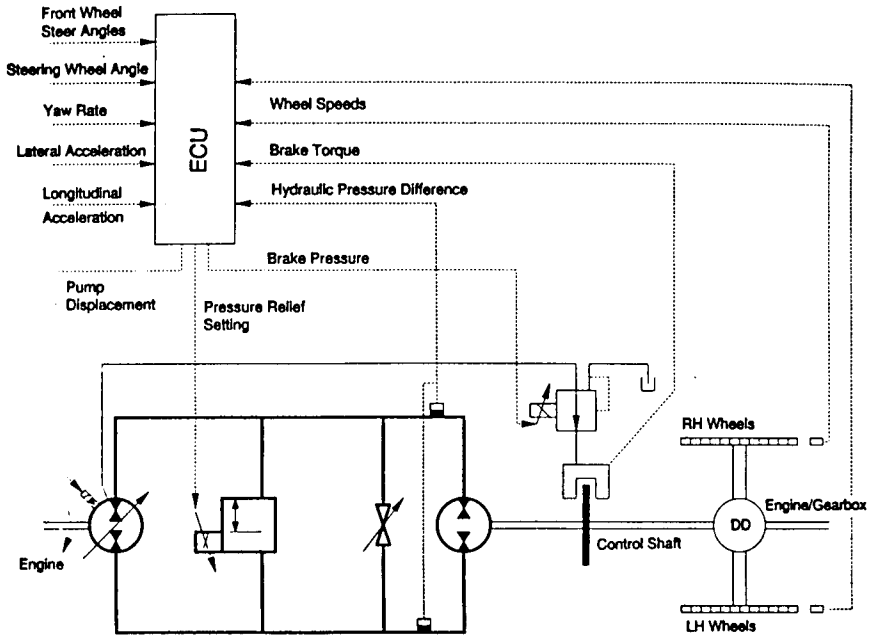 Front Wheel
Steer Angles
Steering Wheel Angle
Yaw Rate
Lateral Acceleration
Longitudinal
Acceleration
ECU
Wheel Speeds
Brake Torque
Hydraulic Pressure Difference
Brake Pressure
Pump
Displacement
Pressure Relief
Setting
RH Wheels
Engine/Gearbox
DD
Control Shaft
Engine
LH Wheels